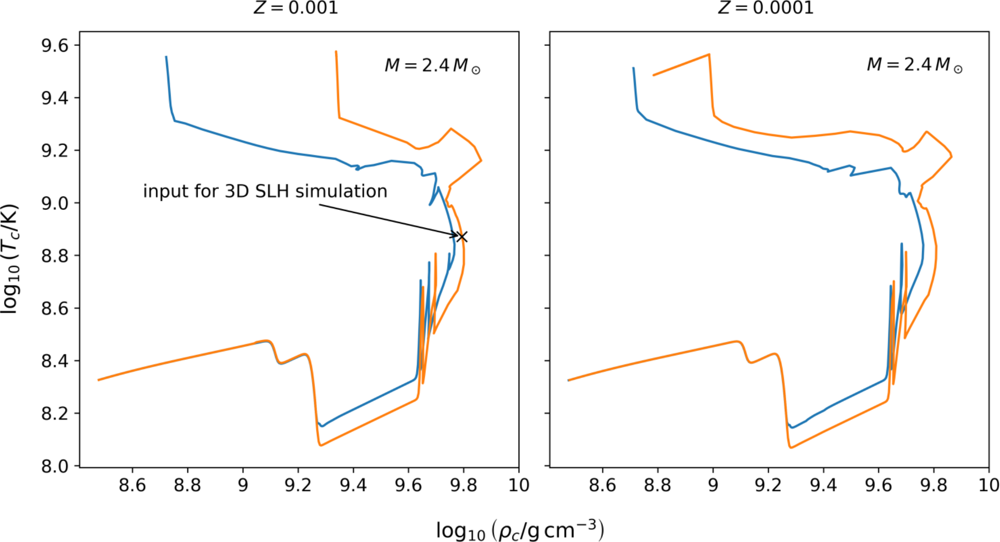 Z = 0.001
Z = 0.0001
M = 2.4 M⊙
M = 2.4 M⊙
input for 3D SLH simulation
log₁₀ (T_c/K)
9.6
9.4
9.2
9.0
8.8
8.6
8.4
8.2
8.0
8.6 8.8 9 9.2 9.4 9.6 9.8 10
8.6 8.8 9 9.2 9.4 9.6 9.8 10
log₁₀ (ρ_c/g cm⁻³)